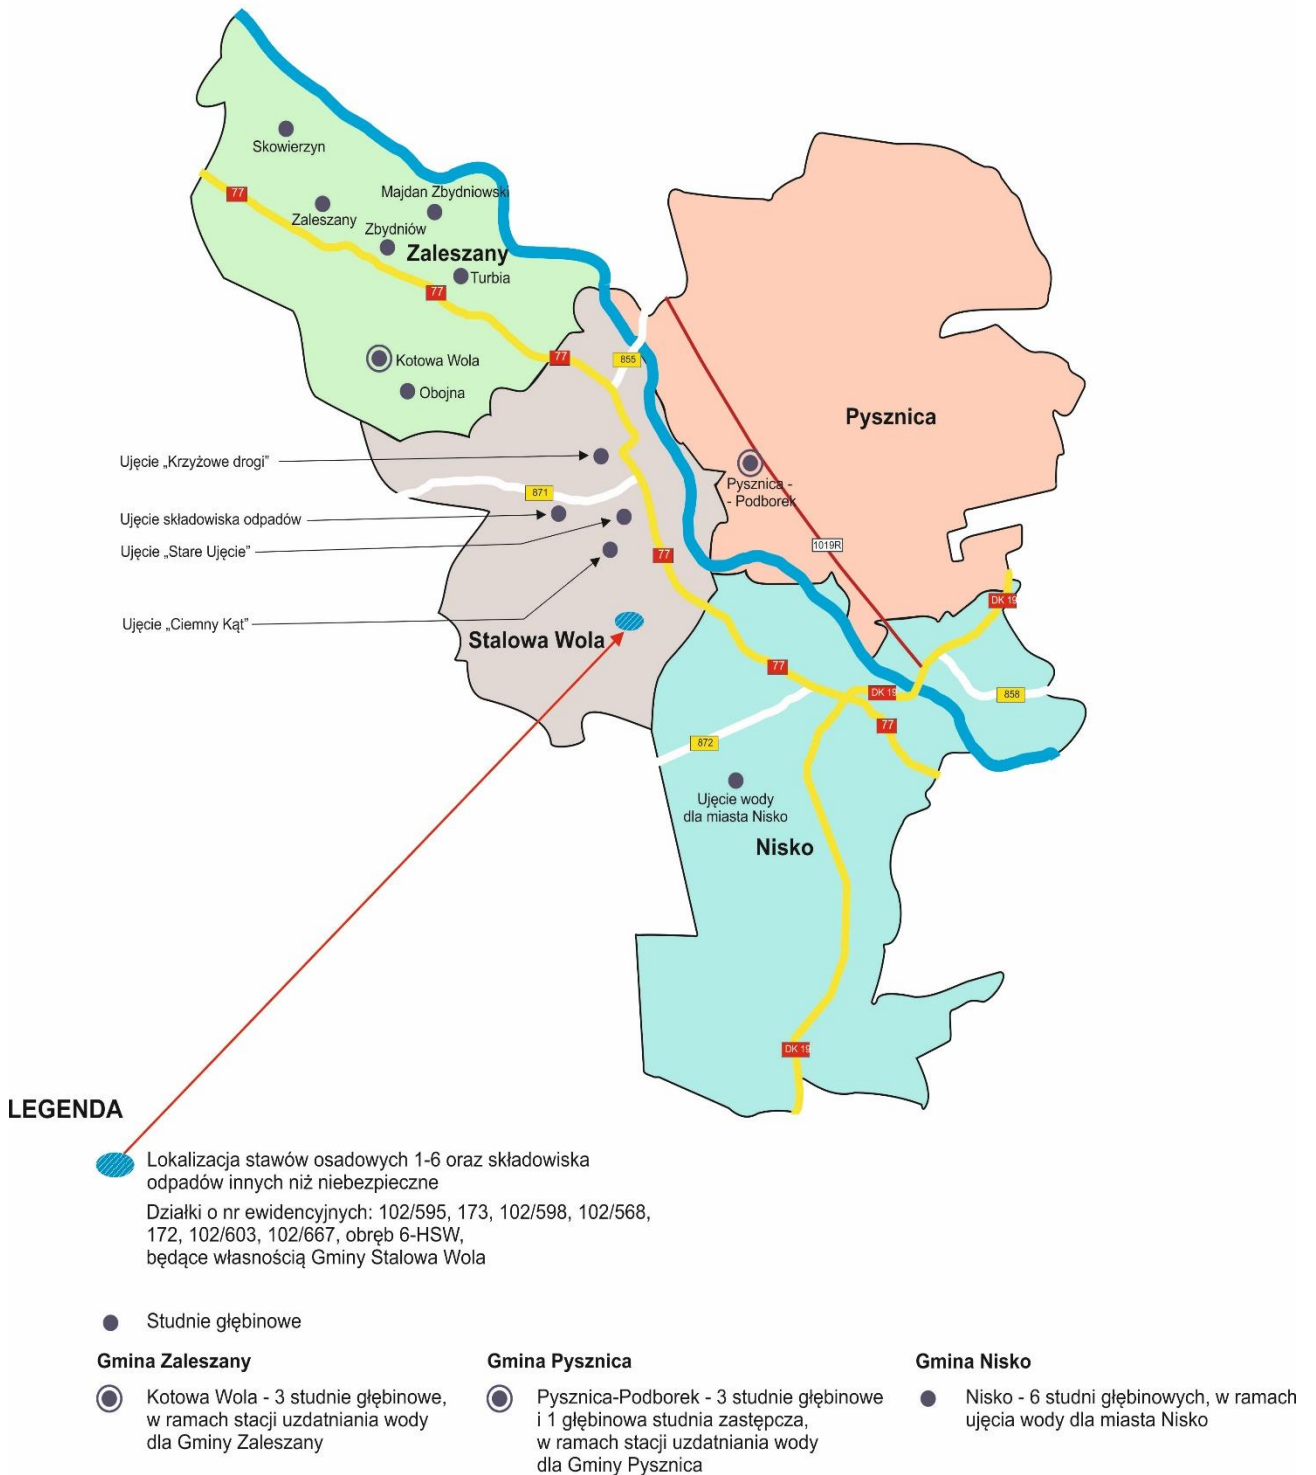 Skowierzyn
77
Majdan Zbydniowski
Zaleszany
Zbydniów
Zaleszany
Turbia
77
77
855
Kotowa Wola
Obojna
Pysznica
Ujęcie „Krzyżowe drogi”
Pysznica -
- Podborek
871
Ujęcie składowiska odpadów
Ujęcie „Stare Ujęcie”
77
1019R
DK 19
Ujęcie „Ciemny Kąt”
Stalowa Wola
77
DK 19
858
77
872
Ujęcie wody
dla miasta Nisko
Nisko
DK 19
LEGENDA
Lokalizacja stawów osadowych 1-6 oraz składowiska
odpadów innych niż niebezpieczne
Działki o nr ewidencyjnych: 102/595, 173, 102/598, 102/568,
172, 102/603, 102/667, obręb 6-HSW,
będące własnością Gminy Stalowa Wola
Studnie głębinowe
Gmina Zaleszany
Kotowa Wola - 3 studnie głębinowe,
w ramach stacji uzdatniania wody
dla Gminy Zaleszany
Gmina Pysznica
Pysznica-Podborek - 3 studnie głębinowe
i 1 głębinowa studnia zastępcza,
w ramach stacji uzdatniania wody
dla Gminy Pysznica
Gmina Nisko
Nisko - 6 studni głębinowych, w ramach
ujęcia wody dla miasta Nisko